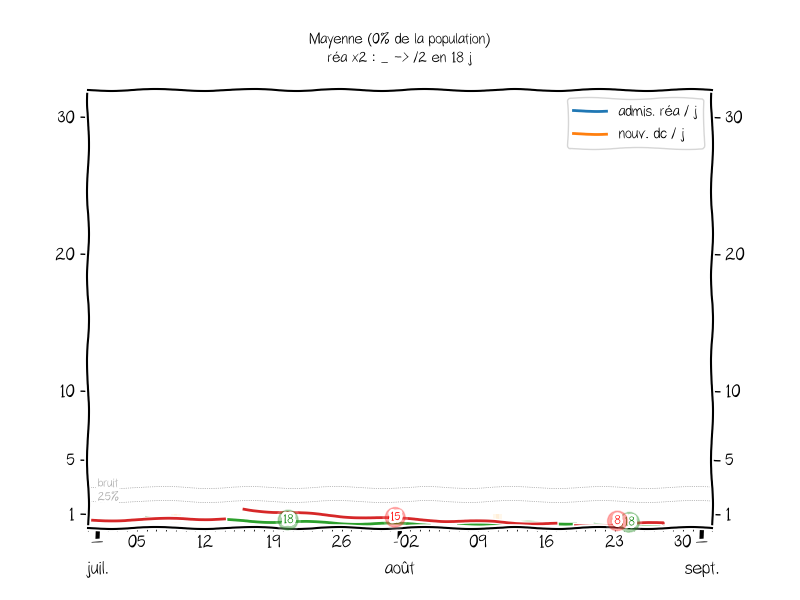 Mayenne (0% de la population)
réa x2 : _ -> /2 en 18 j
admis. réa / j
nouv. dc / j
30 30
20 20
10 10
5 5
bruit
25%
1 1
18 15 8 18
05 12 19 26 02 09 16 23 30
juil. août sept.